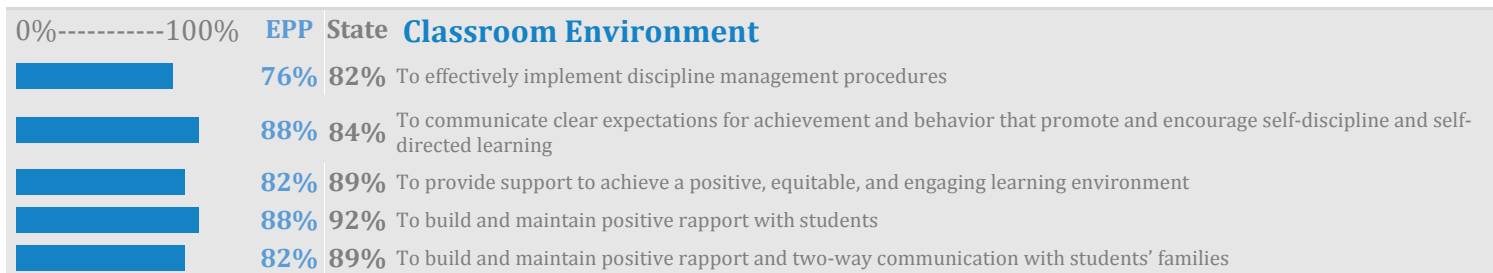 0%-----------100% EPP State Classroom Environment
76% 82% To effectively implement discipline management procedures
88% 84% To communicate clear expectations for achievement and behavior that promote and encourage self-discipline and self-
directed learning
82% 89% To provide support to achieve a positive, equitable, and engaging learning environment
88% 92% To build and maintain positive rapport with students
82% 89% To build and maintain positive rapport and two-way communication with students’ families